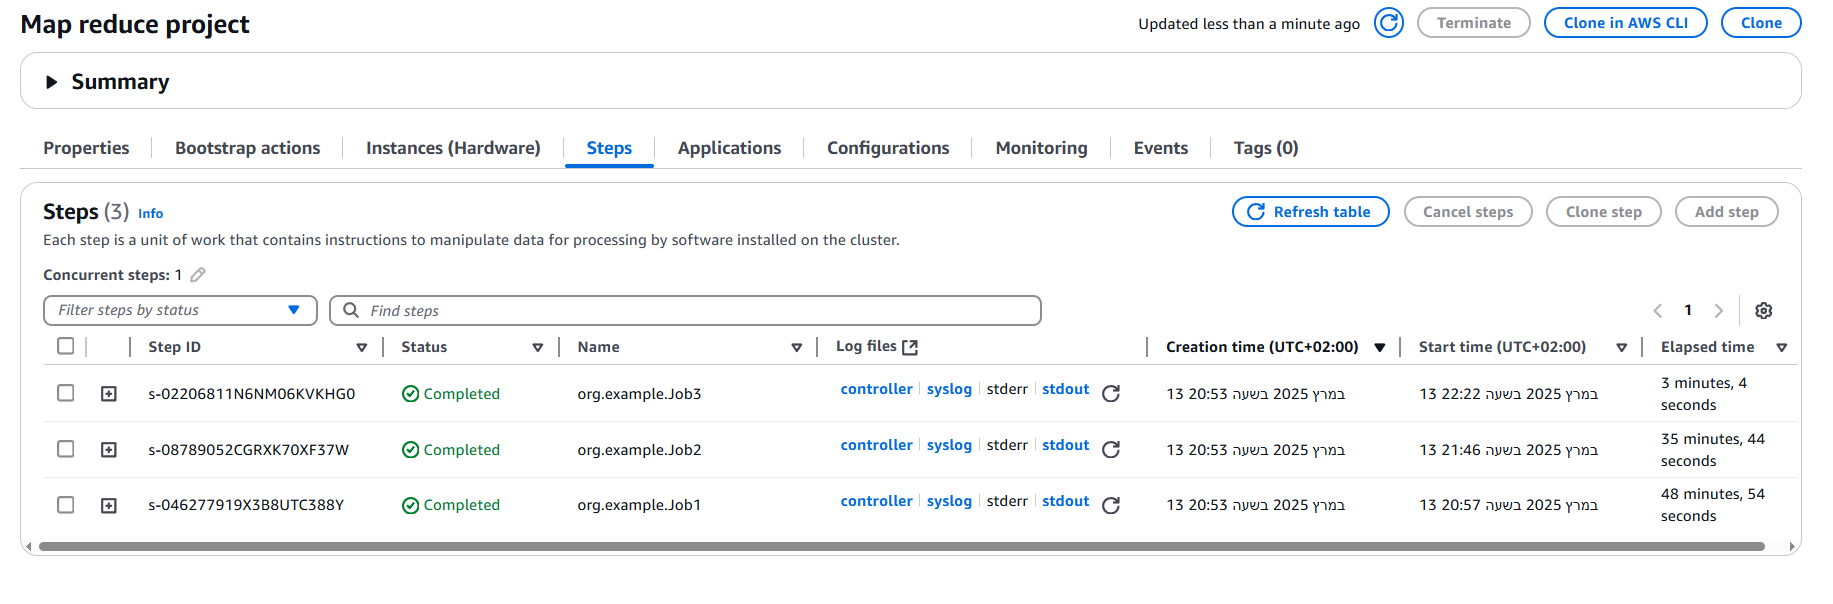 Map reduce project
Updated less than a minute ago Terminate Clone in AWS CLI Clone
Summary
Properties Bootstrap actions Instances (Hardware) Steps Applications Configurations Monitoring Events Tags (0)
Steps (3) Info Refresh table Cancel steps Clone step Add step
Each step is a unit of work that contains instructions to manipulate data for processing by software installed on the cluster.
Concurrent steps: 1
Filter steps by status Find steps 1
Step ID Status Name Log files Creation time (UTC+02:00) Start time (UTC+02:00) Elapsed time
s-02206811N6NM06KVKHG0 Completed org.example.Job3 controller syslog stderr stdout 13 במרץ 2025 בשעה 20:53 13 במרץ 2025 בשעה 22:22 3 minutes, 4 seconds
s-08789052CGRXK70XF37W Completed org.example.Job2 controller syslog stderr stdout 13 במרץ 2025 בשעה 20:53 13 במרץ 2025 בשעה 21:46 35 minutes, 44 seconds
s-046277919X3B8UTC388Y Completed org.example.Job1 controller syslog stderr stdout 13 במרץ 2025 בשעה 20:53 13 במרץ 2025 בשעה 20:57 48 minutes, 54 seconds